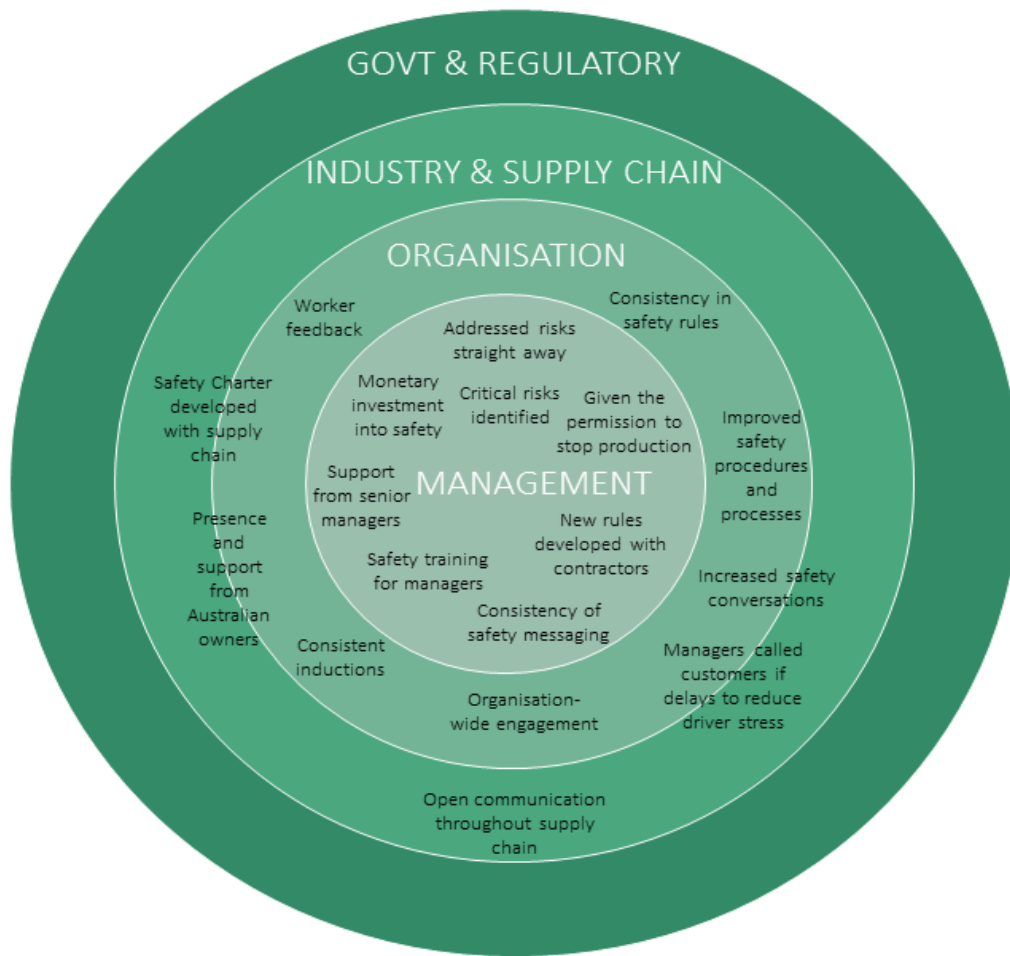 GOVT & REGULATORY
INDUSTRY & SUPPLY CHAIN
ORGANISATION
Worker
feedback
Consistency in
safety rules
Addressed risks
straight away
Safety Charter
developed
with supply
chain
Monetary
investment
into safety
Critical risks
identified
Given the
permission to
stop production
Improved
safety
procedures
and
processes
MANAGEMENT
Support
from senior
managers
Presence
and
support
from
Australian
owners
New rules
developed with
contractors
Safety training
for managers
Increased safety
conversations
Consistency of
safety messaging
Consistent
inductions
Managers called
customers if
delays to reduce
driver stress
Organisation-
wide engagement
Open communication
throughout supply
chain